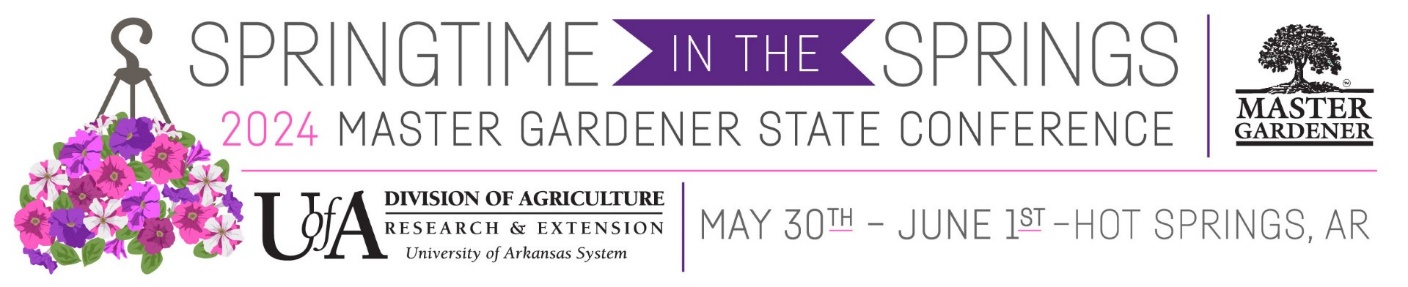 SPRINGTIME IN THE SPRINGS
2024 MASTER GARDENER STATE CONFERENCE
MASTER
GARDENER
UofA
DIVISION OF AGRICULTURE
RESEARCH & EXTENSION
University of Arkansas System
MAY 30TH – JUNE 1ST –HOT SPRINGS, AR